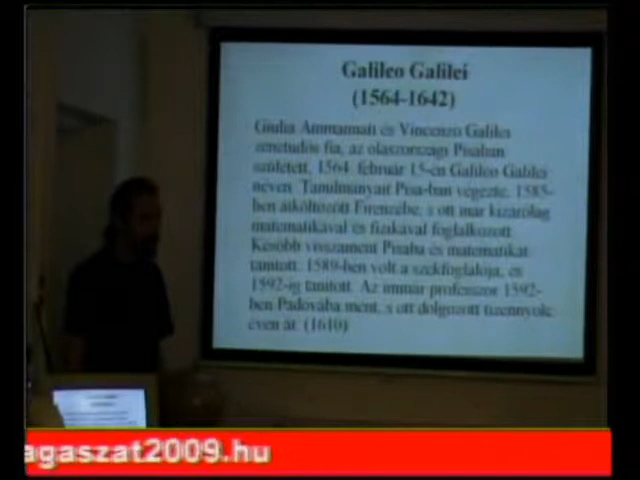 Galileo Galilei
(1564-1642)
Giulia Ammannati és Vincenzo Galilei
zenetudós fia, az olaszországi Pisában
született, 1564. február 15-én Galileo Galilei
néven. Tanulmányait Pisa-ban végezte, 1585-
ben átköltözött Firenzébe, s ott már kizárólag
matematikával és fizikával foglalkozott.
Később visszament Pisába és matematikát
tanított. 1589-ben volt a székfoglalója, és
1592-ig tanított. Az immár professzor 1592-
ben Padovába ment, s ott dolgozott tizennyolc
éven át. (1610)
agaszat2009.hu